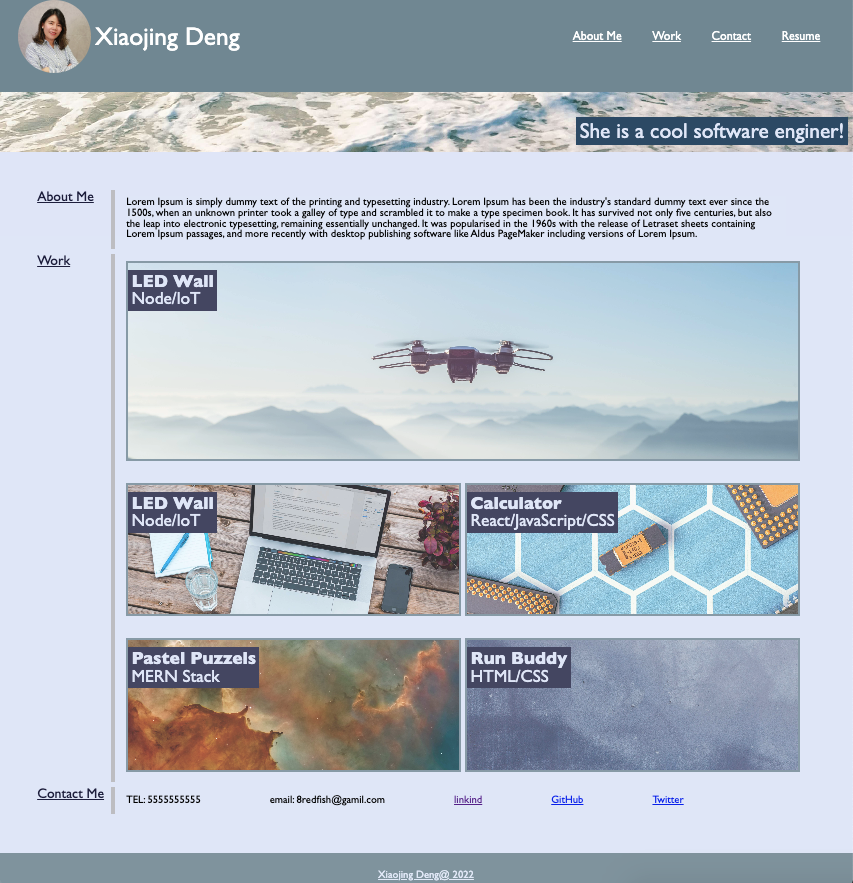 Xiaojing Deng
About Me Work Contact Resume
She is a cool software enginer!
About Me
Lorem Ipsum is simply dummy text of the printing and typesetting industry. Lorem Ipsum has been the industry's standard dummy text ever since the
1500s, when an unknown printer took a galley of type and scrambled it to make a type specimen book. It has survived not only five centuries, but also
the leap into electronic typesetting, remaining essentially unchanged. It was popularised in the 1960s with the release of Letraset sheets containing
Lorem Ipsum passages, and more recently with desktop publishing software like Aldus PageMaker including versions of Lorem Ipsum.
Work
LED Wall
Node/IoT
LED Wall
Node/IoT
Calculator
React/JavaScript/CSS
Pastel Puzzels
MERN Stack
Run Buddy
HTML/CSS
Contact Me
TEL: 5555555555 email: 8redfish@gamil.com linkind GitHub Twitter
Xiaojing Deng@ 2022